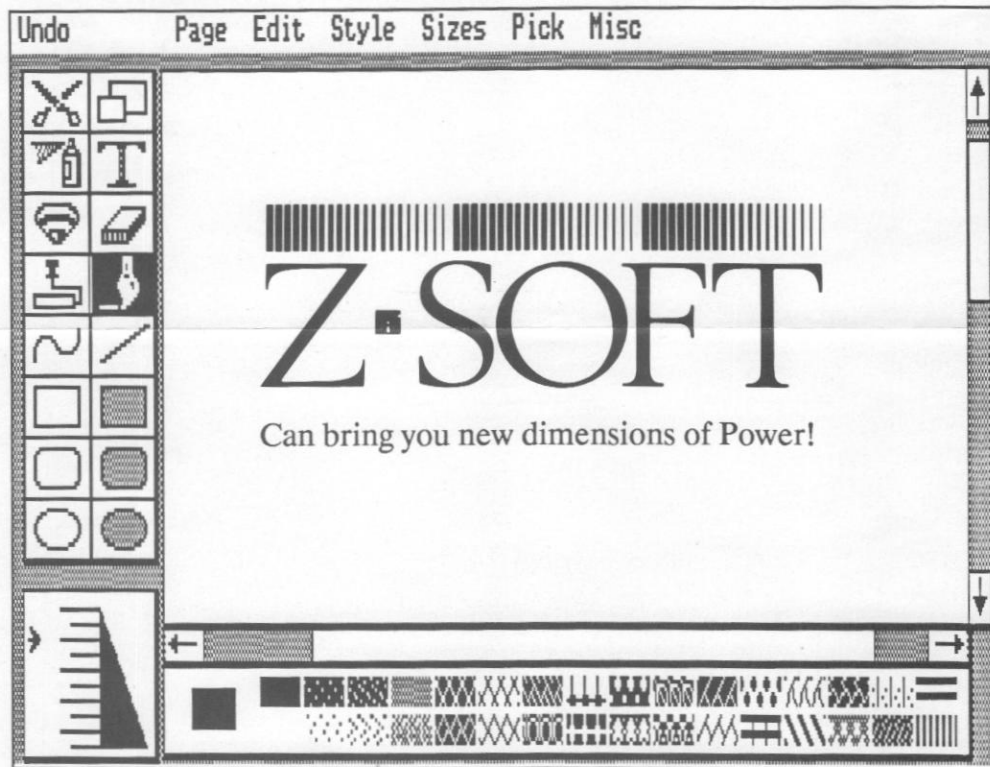 Undo Page Edit Style Sizes Pick Misc
T
Z·SOFT
Can bring you new dimensions of Power!